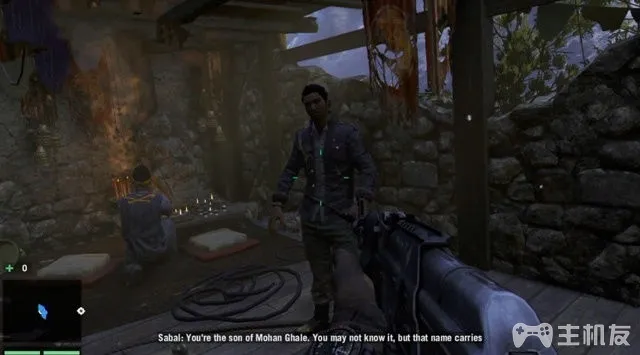 0
Sabal: You're the son of Mohan Ghale. You may not know it, but that name carries
主机友